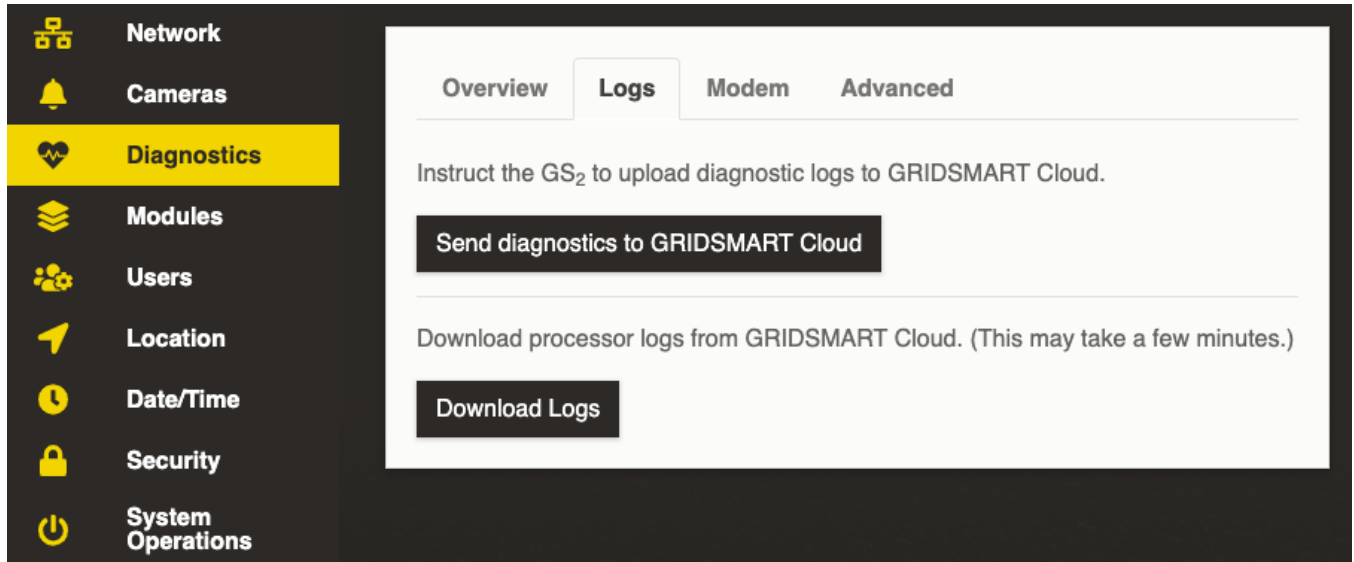 Network
Cameras
Diagnostics
Modules
Users
Location
Date/Time
Security
System
Operations
Overview Logs Modem Advanced
Instruct the GS₂ to upload diagnostic logs to GRIDSMART Cloud.
Send diagnostics to GRIDSMART Cloud
Download processor logs from GRIDSMART Cloud. (This may take a few minutes.)
Download Logs